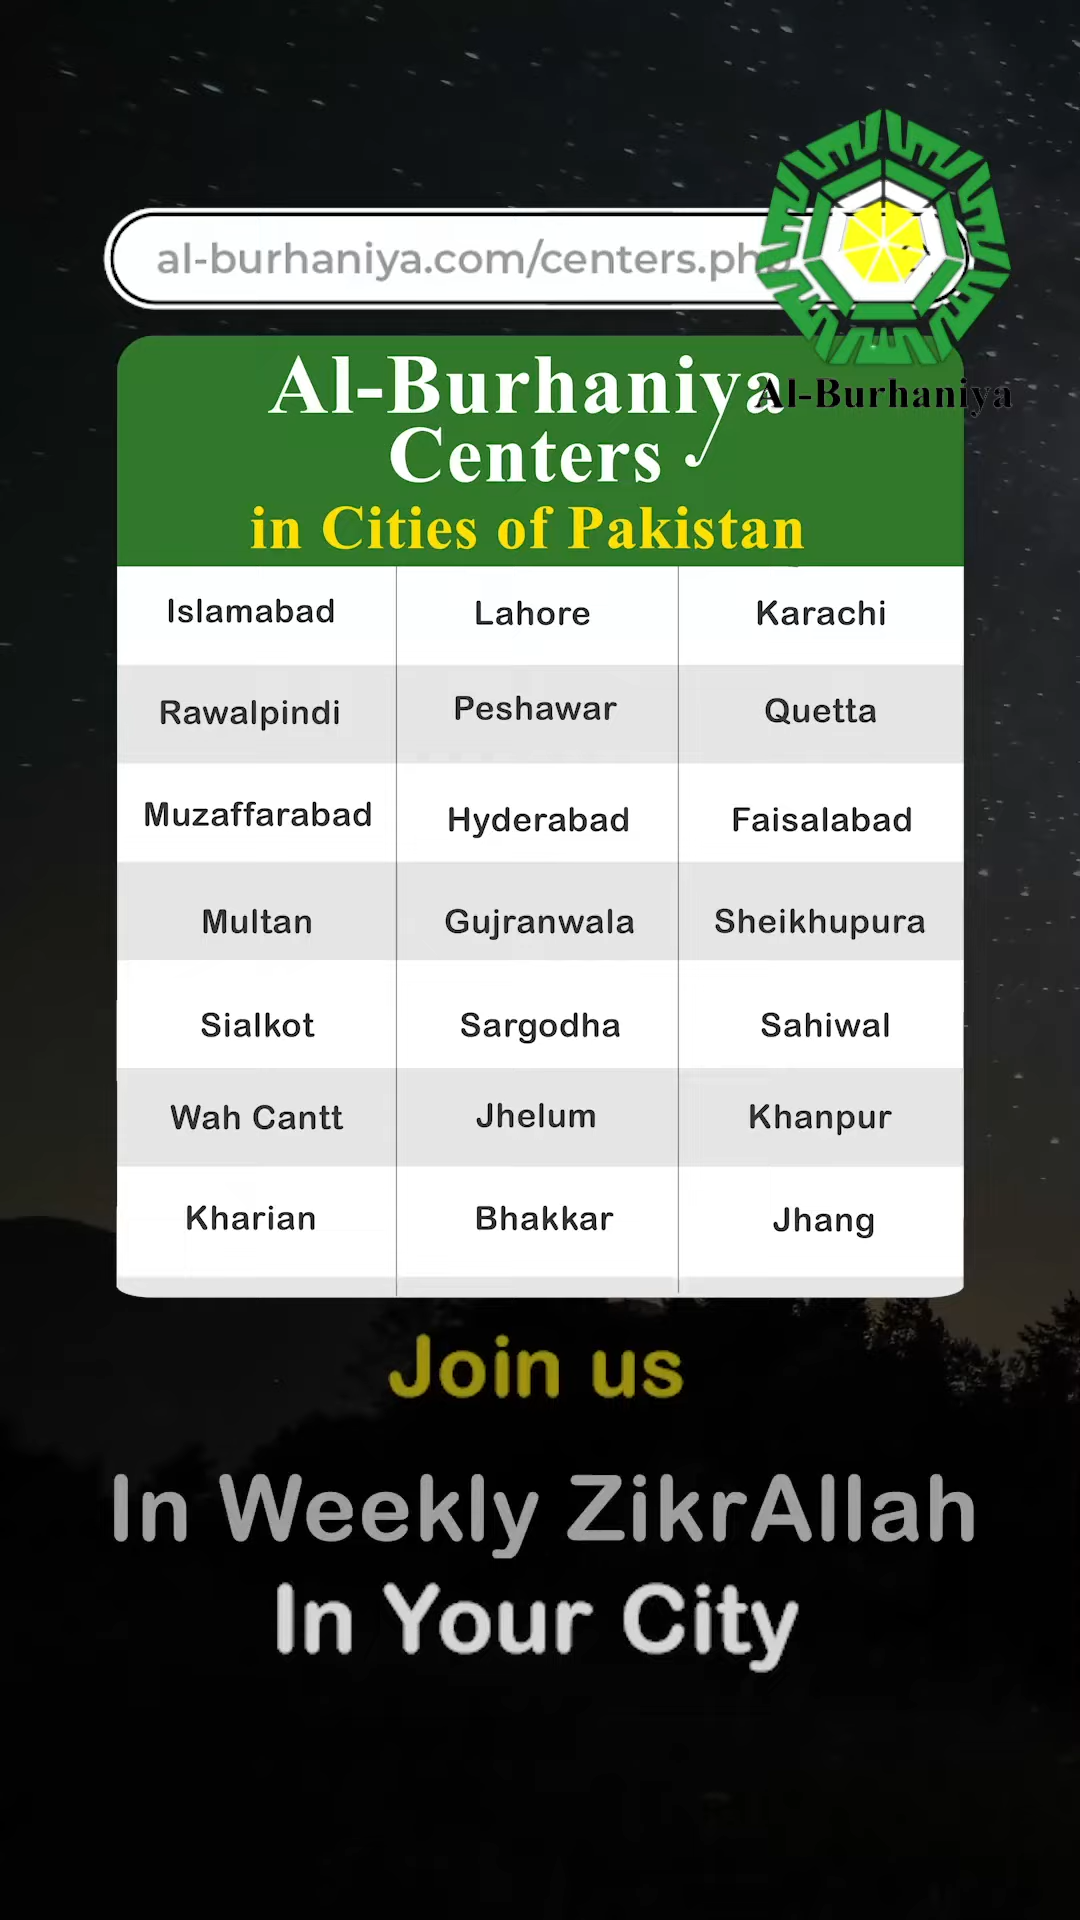 al-burhaniya.com/centers.php
Al-Burhaniya
Al-Burhaniya
Centers
in Cities of Pakistan
Islamabad Lahore Karachi
Rawalpindi Peshawar Quetta
Muzaffarabad Hyderabad Faisalabad
Multan Gujranwala Sheikhupura
Sialkot Sargodha Sahiwal
Wah Cantt Jhelum Khanpur
Kharian Bhakkar Jhang
Join us
In Weekly ZikrAllah
In Your City